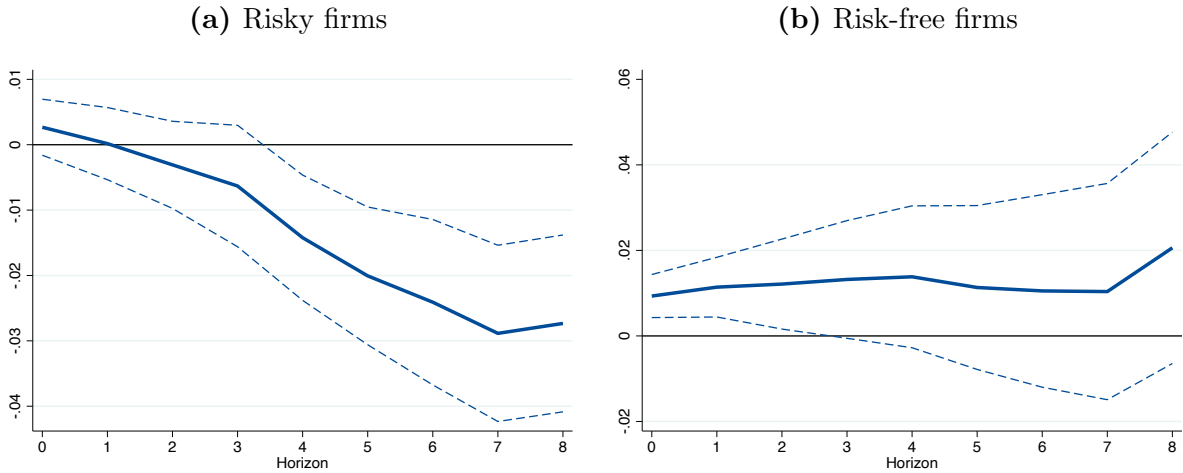 (a) Risky firms
.01
0
-.01
-.02
-.03
-.04
0 1 2 3 4 5 6 7 8
Horizon
(b) Risk-free firms
.06
.04
.02
0
-.02
0 1 2 3 4 5 6 7 8
Horizon